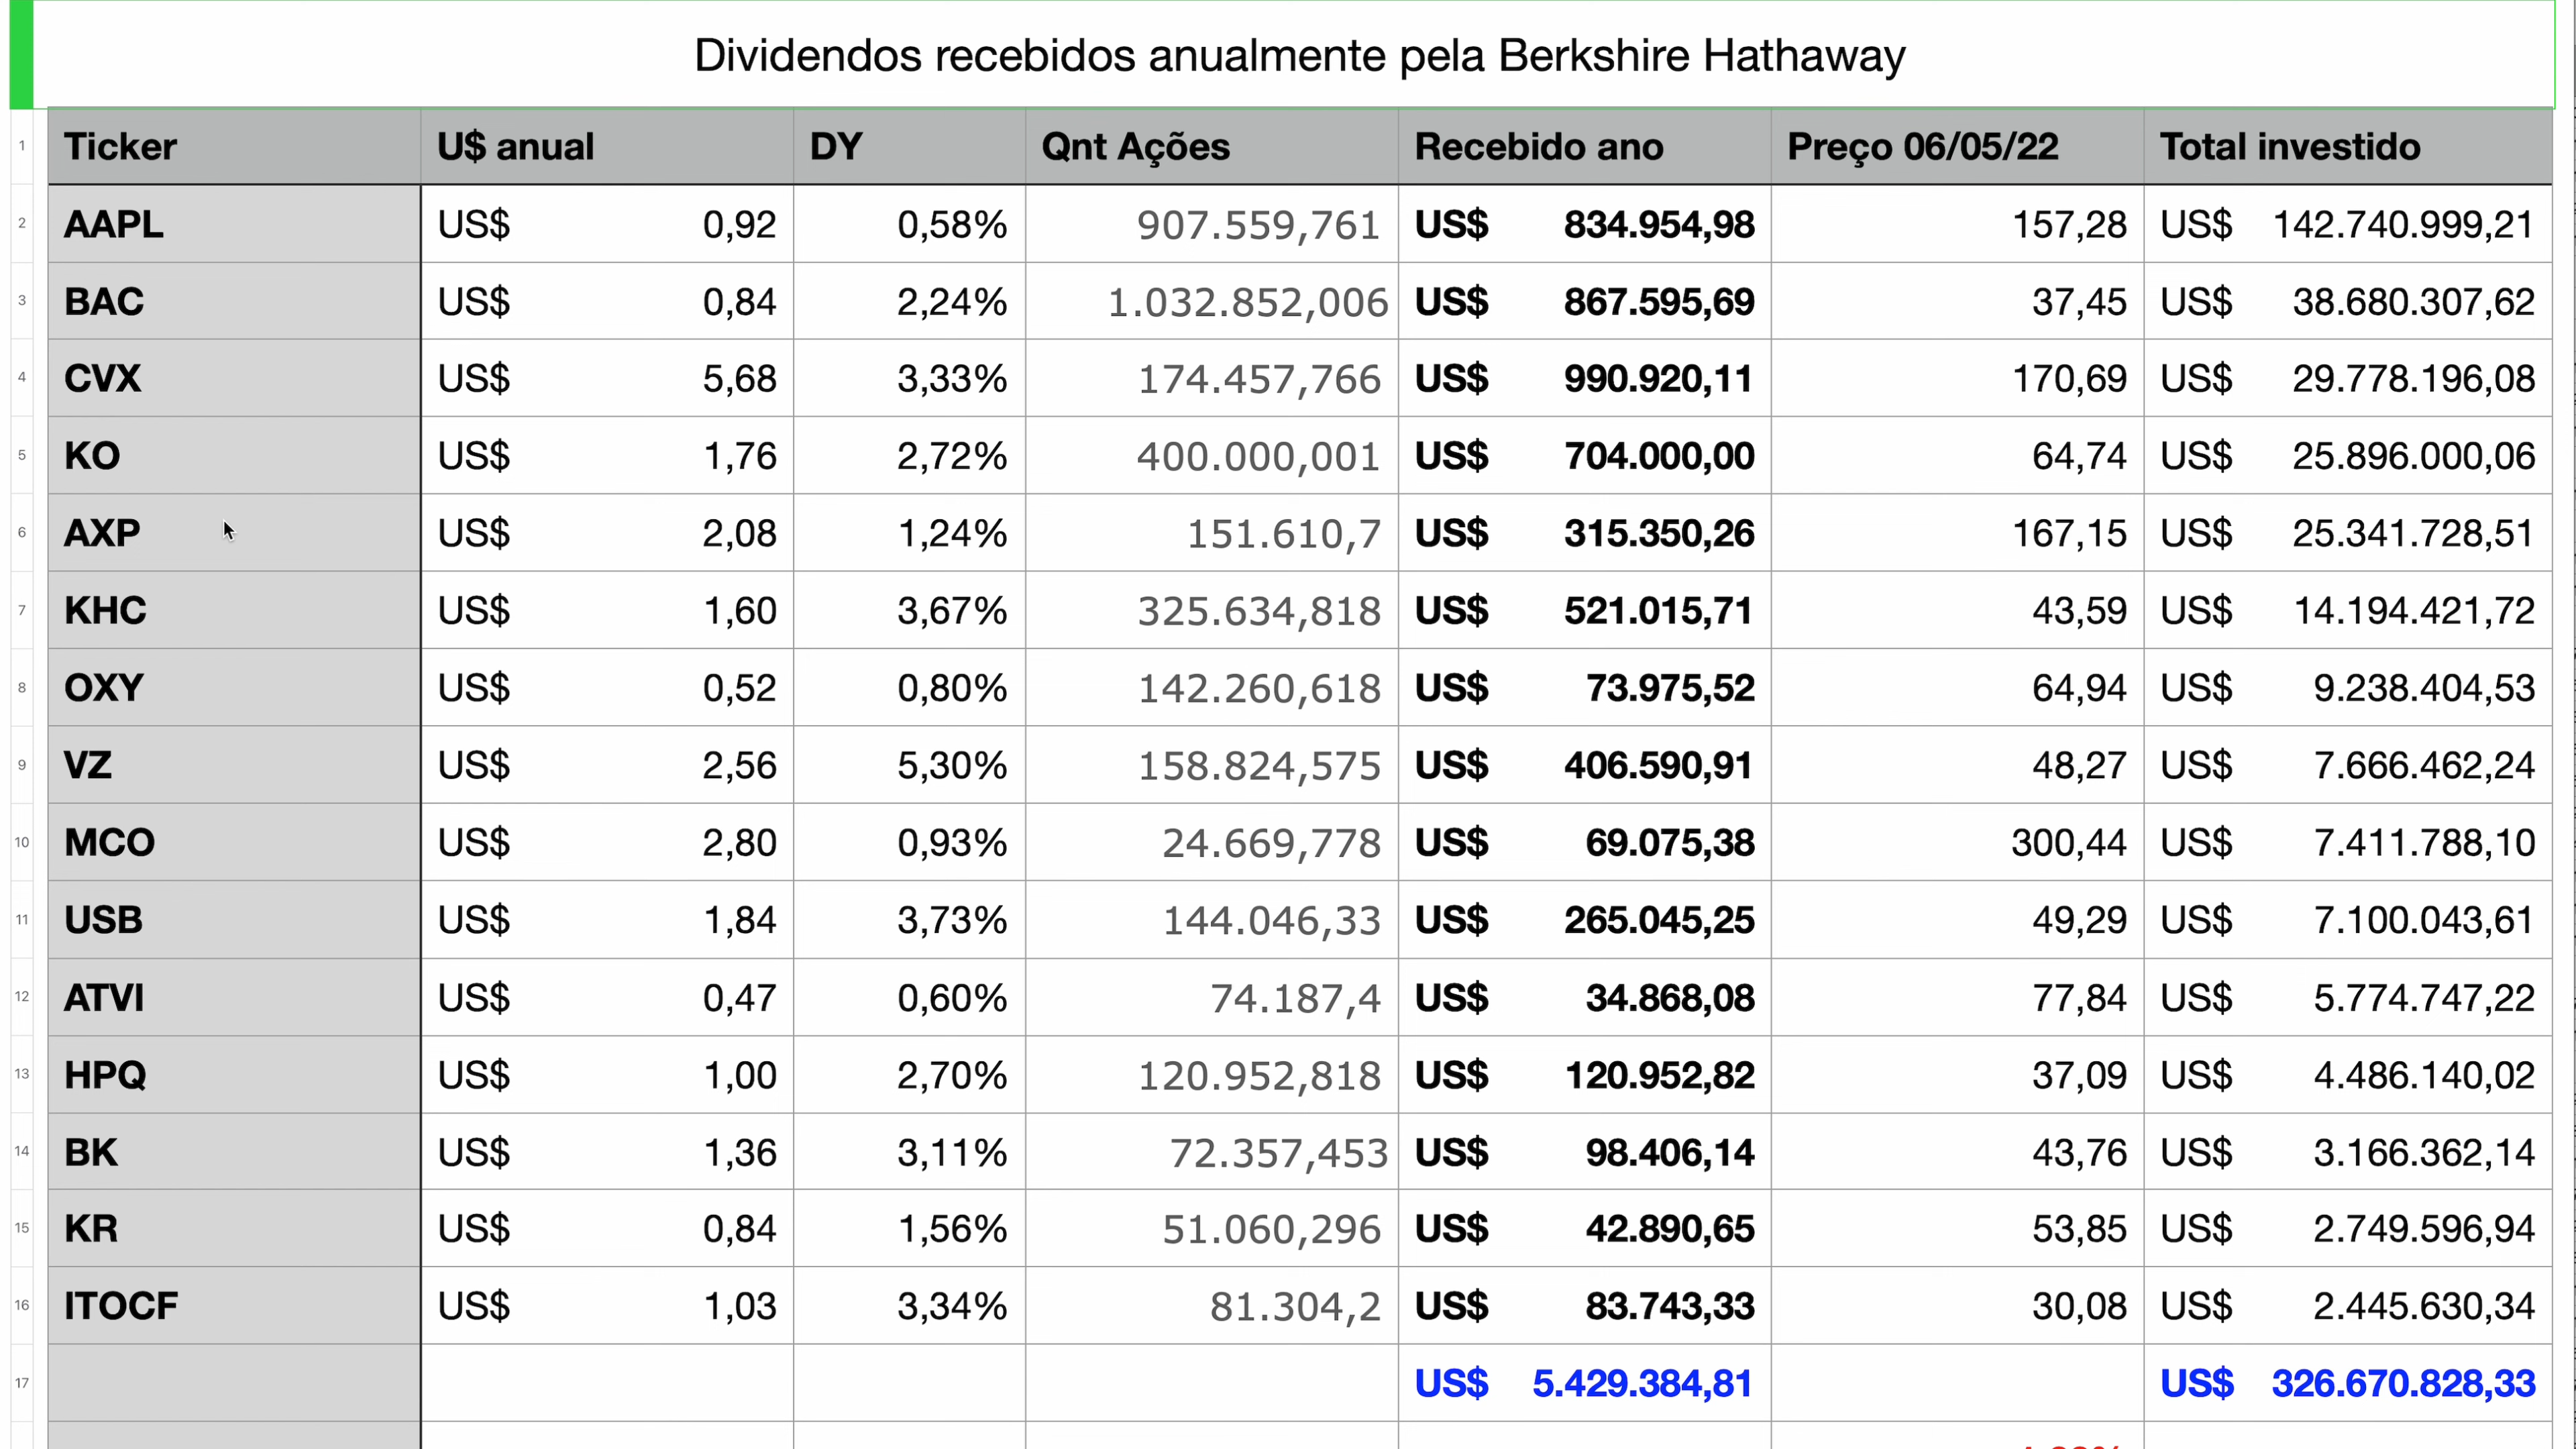 Dividendos recebidos anualmente pela Berkshire Hathaway
1 Ticker U$ anual DY Qnt Ações Recebido ano Preço 06/05/22 Total investido
2 AAPL US$ 0,92 0,58% 907.559,761 US$ 834.954,98 157,28 US$ 142.740.999,21
3 BAC US$ 0,84 2,24% 1.032.852,006 US$ 867.595,69 37,45 US$ 38.680.307,62
4 CVX US$ 5,68 3,33% 174.457,766 US$ 990.920,11 170,69 US$ 29.778.196,08
5 KO US$ 1,76 2,72% 400.000,001 US$ 704.000,00 64,74 US$ 25.896.000,06
6 AXP US$ 2,08 1,24% 151.610,7 US$ 315.350,26 167,15 US$ 25.341.728,51
7 KHC US$ 1,60 3,67% 325.634,818 US$ 521.015,71 43,59 US$ 14.194.421,72
8 OXY US$ 0,52 0,80% 142.260,618 US$ 73.975,52 64,94 US$ 9.238.404,53
9 VZ US$ 2,56 5,30% 158.824,575 US$ 406.590,91 48,27 US$ 7.666.462,24
10 MCO US$ 2,80 0,93% 24.669,778 US$ 69.075,38 300,44 US$ 7.411.788,10
11 USB US$ 1,84 3,73% 144.046,33 US$ 265.045,25 49,29 US$ 7.100.043,61
12 ATVI US$ 0,47 0,60% 74.187,4 US$ 34.868,08 77,84 US$ 5.774.747,22
13 HPQ US$ 1,00 2,70% 120.952,818 US$ 120.952,82 37,09 US$ 4.486.140,02
14 BK US$ 1,36 3,11% 72.357,453 US$ 98.406,14 43,76 US$ 3.166.362,14
15 KR US$ 0,84 1,56% 51.060,296 US$ 42.890,65 53,85 US$ 2.749.596,94
16 ITOCF US$ 1,03 3,34% 81.304,2 US$ 83.743,33 30,08 US$ 2.445.630,34
17 US$ 5.429.384,81 US$ 326.670.828,33